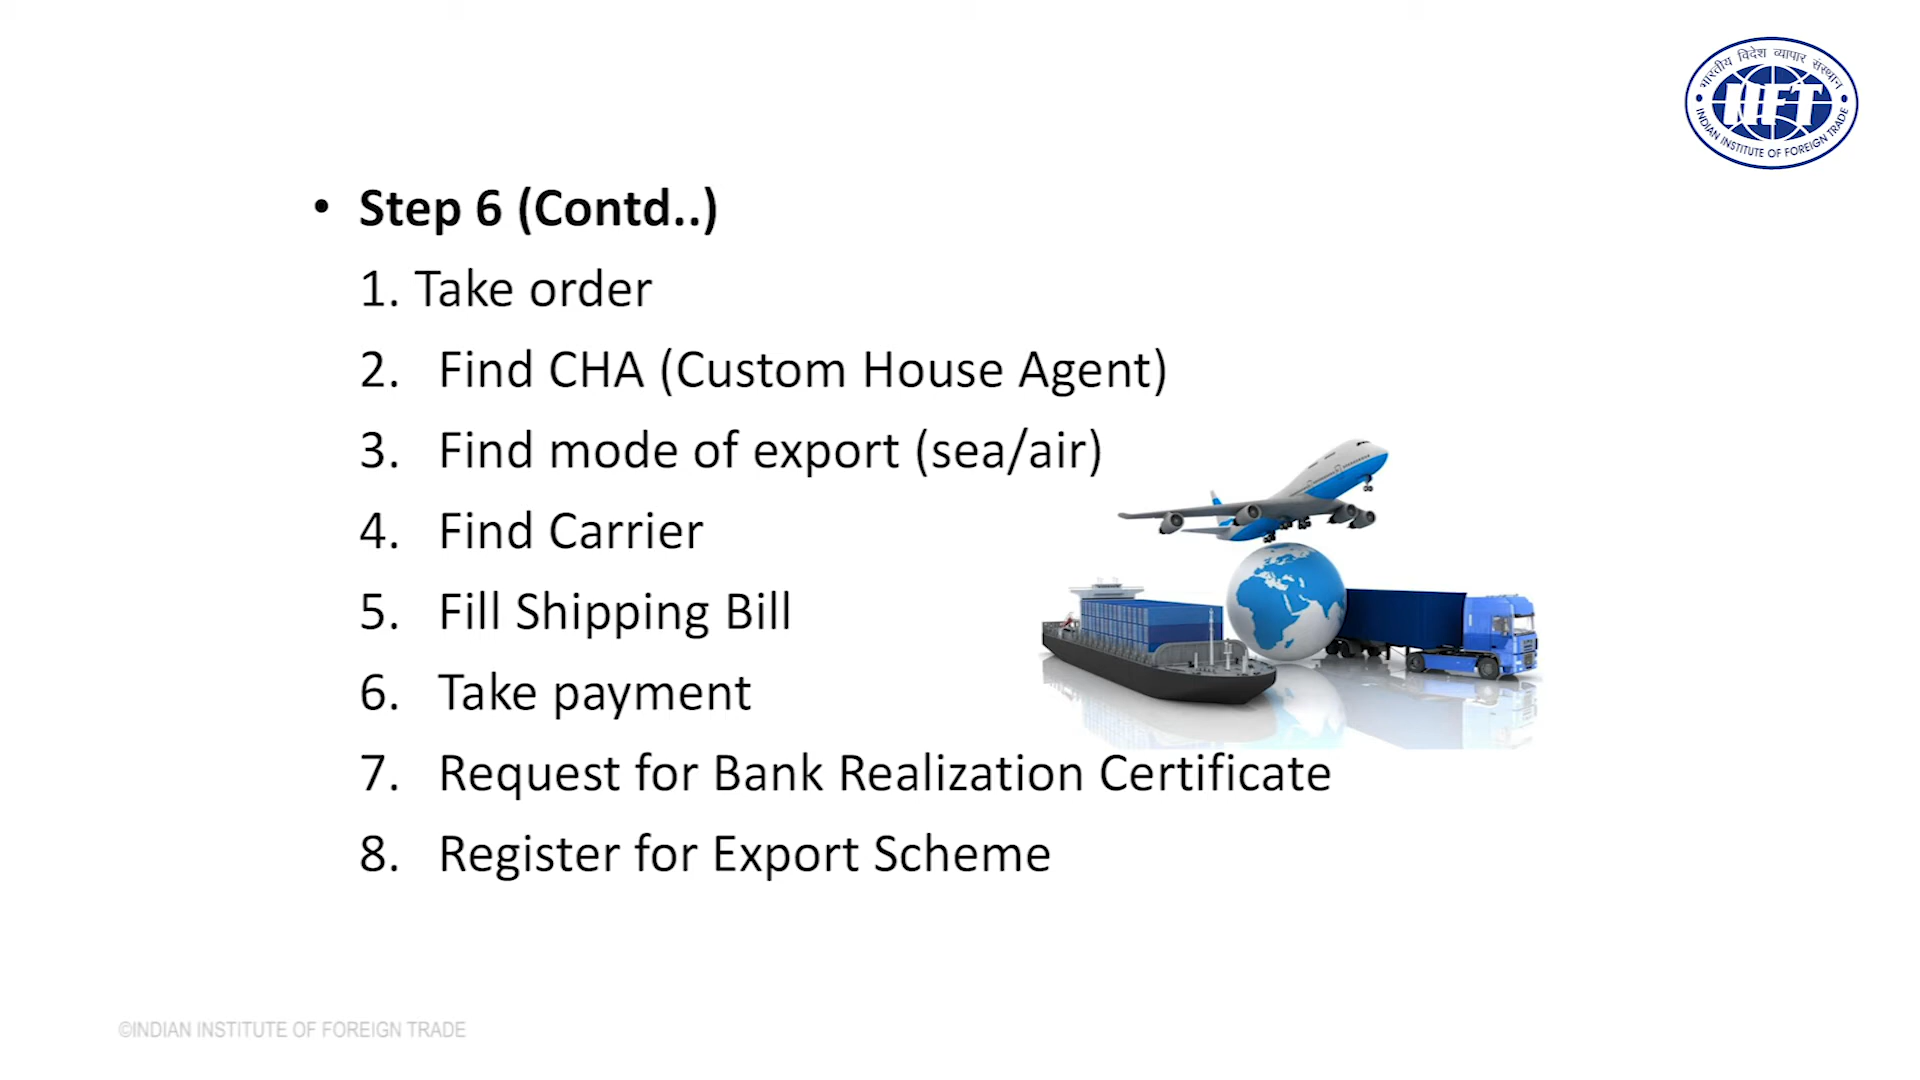 भारतीय विदेश व्यापार संस्थान
IIFT
INDIAN INSTITUTE OF FOREIGN TRADE
• Step 6 (Contd..)
1. Take order
2. Find CHA (Custom House Agent)
3. Find mode of export (sea/air)
4. Find Carrier
5. Fill Shipping Bill
6. Take payment
7. Request for Bank Realization Certificate
8. Register for Export Scheme
©INDIAN INSTITUTE OF FOREIGN TRADE